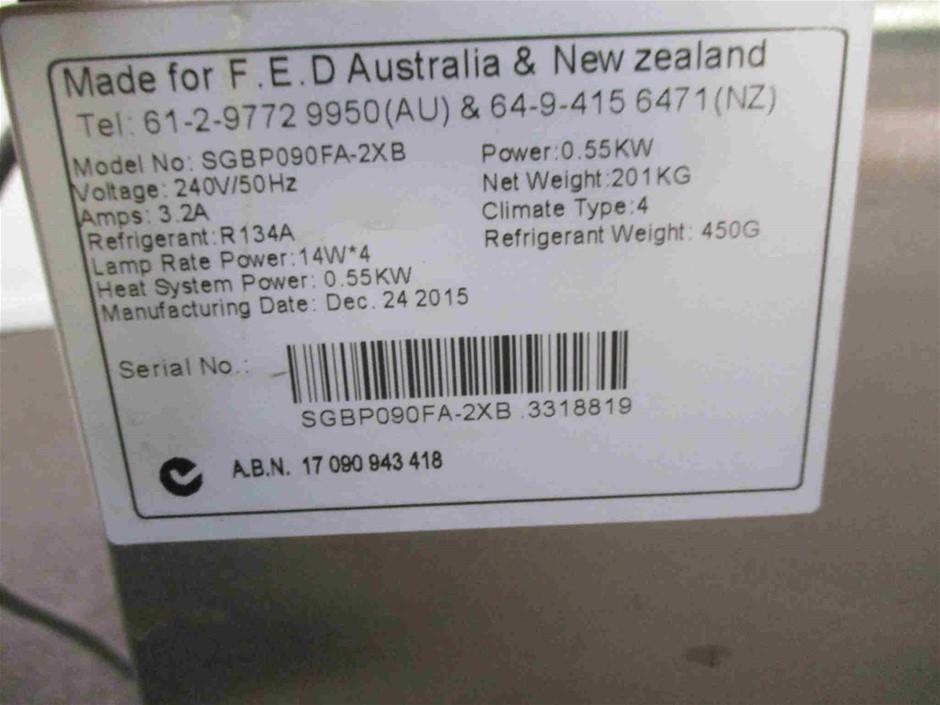 Made for F.E.D Australia & New zealand
Tel: 61-2-9772 9950(AU) & 64-9-415 6471(NZ)
Model No: SGBP090FA-2XB
Voltage: 240V/50Hz
Amps: 3.2A
Refrigerant:R134A
Lamp Rate Power:14W*4
Heat System Power: 0.55KW
Manufacturing Date: Dec. 24 2015
Power:0.55KW
Net Weight:201KG
Climate Type:4
Refrigerant Weight: 450G
Serial No.:
SGBP090FA-2XB .3318819
A.B.N. 17 090 943 418